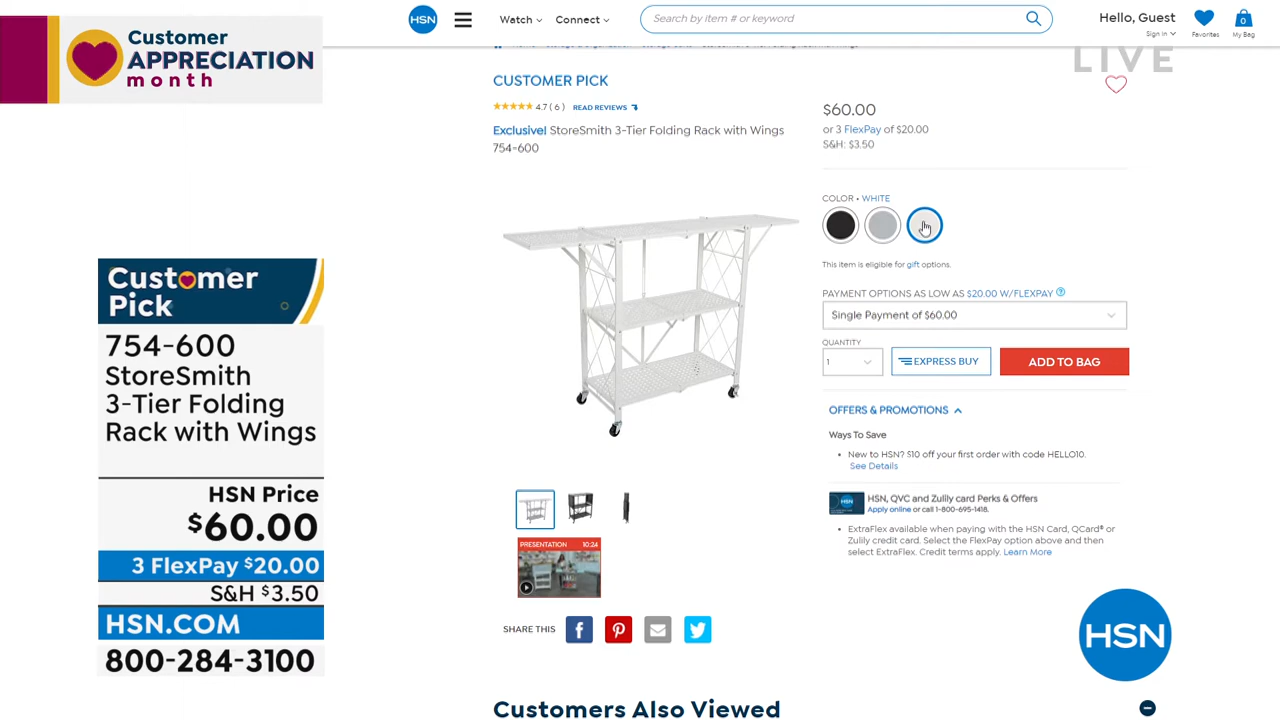 Customer
APPRECIATION
month
Customer
Pick
754-600
StoreSmith
3-Tier Folding
Rack with Wings
HSN Price
$60.00
3 FlexPay $20.00
S&H $3.50
HSN.COM
800-284-3100
HSN
Watch
Connect
Search by item # or keyword
Hello, Guest
Sign in
Favorites
0
My Bag
LIVE
CUSTOMER PICK
4.7 ( 6 ) READ REVIEWS
Exclusive! StoreSmith 3-Tier Folding Rack with Wings
754-600
$60.00
or 3 FlexPay of $20.00
S&H: $3.50
COLOR • WHITE
This item is eligible for gift options.
PAYMENT OPTIONS AS LOW AS $20.00 W/FLEXPAY ?
Single Payment of $60.00
QUANTITY
1
EXPRESS BUY
ADD TO BAG
OFFERS & PROMOTIONS
Ways To Save
• New to HSN? $10 off your first order with code HELLO10.
See Details
HSN, QVC and Zulily card Perks & Offers
Apply online or call 1-800-695-1418.
• ExtraFlex available when paying with the HSN Card, QCard® or
Zulily credit card. Select the FlexPay option above and then
select ExtraFlex. Credit terms apply. Learn More
PRESENTATION 10:24
SHARE THIS
HSN
Customers Also Viewed